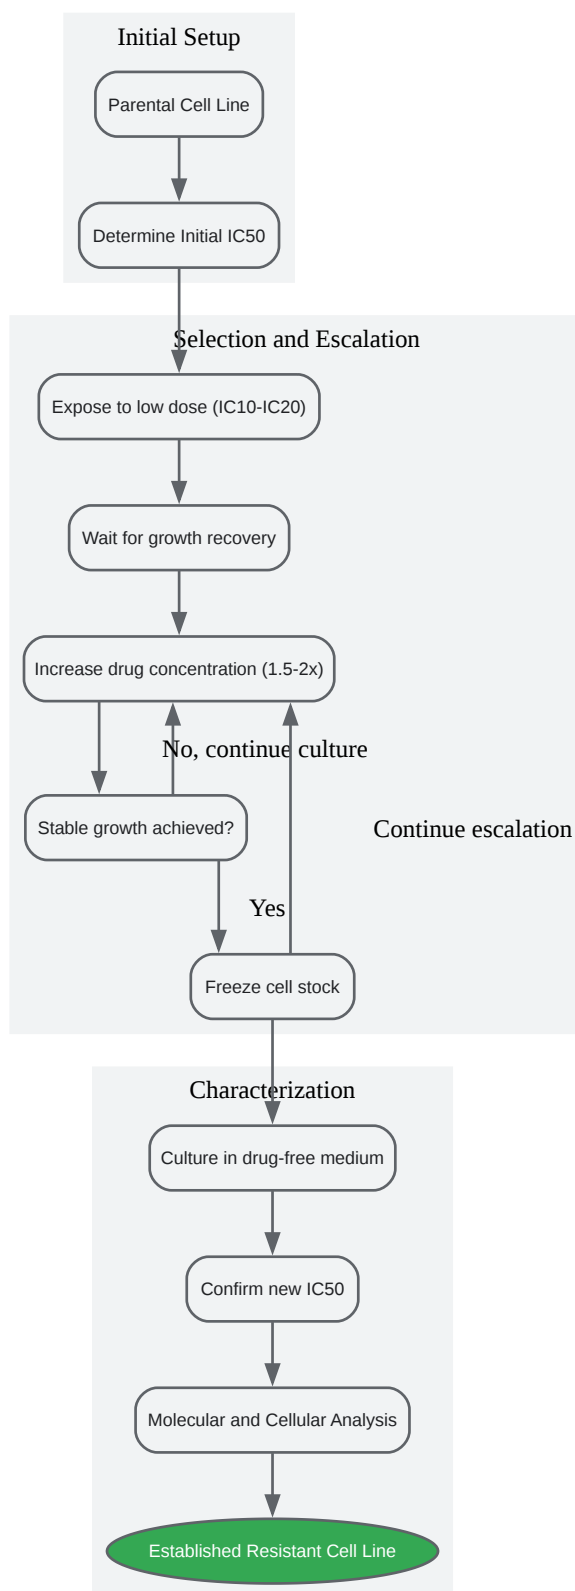 Initial Setup
Parental Cell Line
Determine Initial IC50
Selection and Escalation
Expose to low dose (IC10-IC20)
Wait for growth recovery
Increase drug concentration (1.5-2x)
No, continue culture
Stable growth achieved?
Continue escalation
Yes
Freeze cell stock
Characterization
Culture in drug-free medium
Confirm new IC50
Molecular and Cellular Analysis
Established Resistant Cell Line